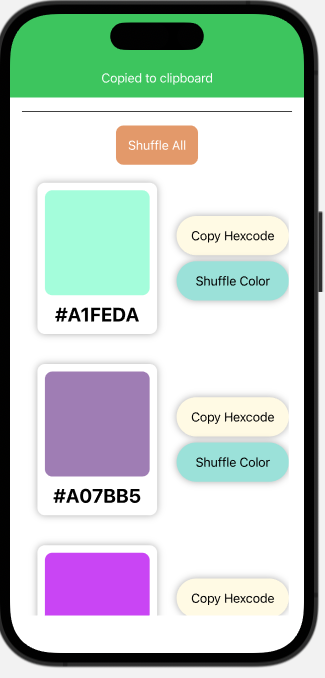 Copied to clipboard
Shuffle All
#A1FEDA
Copy Hexcode
Shuffle Color
#A07BB5
Copy Hexcode
Shuffle Color
Copy Hexcode